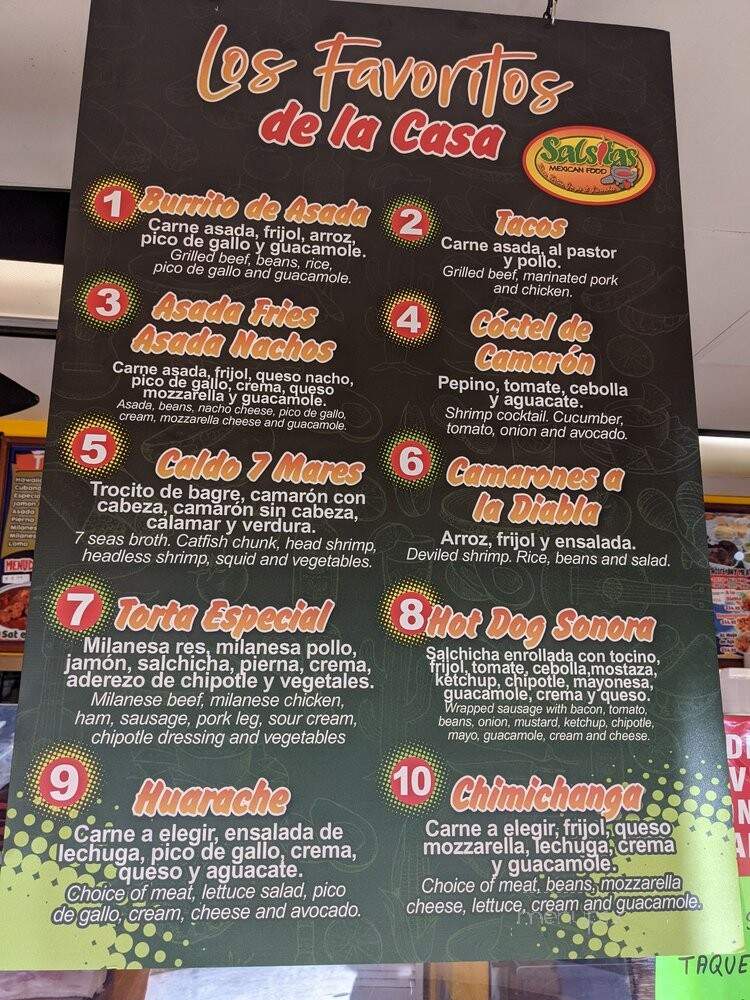 Los Favoritos
de la Casa
Salsitas
MEXICAN FOOD
1
Burrito de Asada
Carne asada, frijol, arroz,
pico de gallo y guacamole.
Grilled beef, beans, rice,
pico de gallo and guacamole.
2
Tacos
Carne asada, al pastor
y pollo.
Grilled beef, marinated pork
and chicken.
3
Asada Fries
Asada Nachos
Carne asada, frijol, queso nacho,
pico de gallo, crema, queso
mozzarella y guacamole.
Asada, beans, nacho cheese, pico de gallo,
cream, mozzarella cheese and guacamole.
4
Cóctel de
Camarón
Pepino, tomate, cebolla
y aguacate.
Shrimp cocktail. Cucumber,
tomato, onion and avocado.
5
Caldo 7 Mares
Trocito de bagre, camarón con
cabeza, camarón sin cabeza,
calamar y verdura.
7 seas broth. Catfish chunk, head shrimp,
headless shrimp, squid and vegetables.
6
Camarones a
la Diabla
Arroz, frijol y ensalada.
Deviled shrimp. Rice, beans and salad.
7
Torta Especial
Milanesa res, milanesa pollo,
jamón, salchicha, pierna, crema,
aderezo de chipotle y vegetales.
Milanese beef, milanese chicken,
ham, sausage, pork leg, sour cream,
chipotle dressing and vegetables
8
Hot Dog Sonora
Salchicha enrollada con tocino,
frijol, tomate, cebolla,mostaza,
ketchup, chipotle, mayonesa,
guacamole, crema y queso.
Wrapped sausage with bacon, tomato,
beans, onion, mustard, ketchup, chipotle,
mayo, guacamole, cream and cheese.
9
Huarache
Carne a elegir, ensalada de
lechuga, pico de gallo, crema,
queso y aguacate.
Choice of meat, lettuce salad, pico
de gallo, cream, cheese and avocado.
10
Chimichanga
Carne a elegir, frijol, queso
mozzarella, lechuga, crema
y guacamole.
Choice of meat, beans, mozzarella
cheese, lettuce, cream and guacamole.
Cubana
Jamon
Asada
Pierna
Milanesa
Milanesa
Lomo
MENUD
Sat
TAQUE